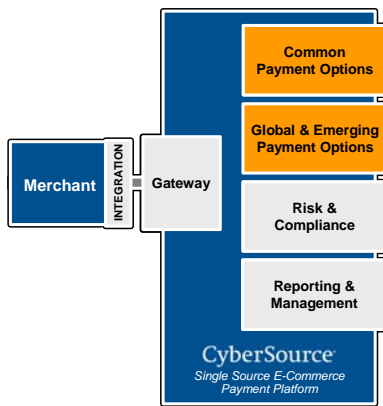 Common
Payment Options
Global & Emerging
Payment Options
Merchant
INTEGRATION
Gateway
Risk &
Compliance
Reporting &
Management
CyberSource
Single Source E-Commerce
Payment Platform